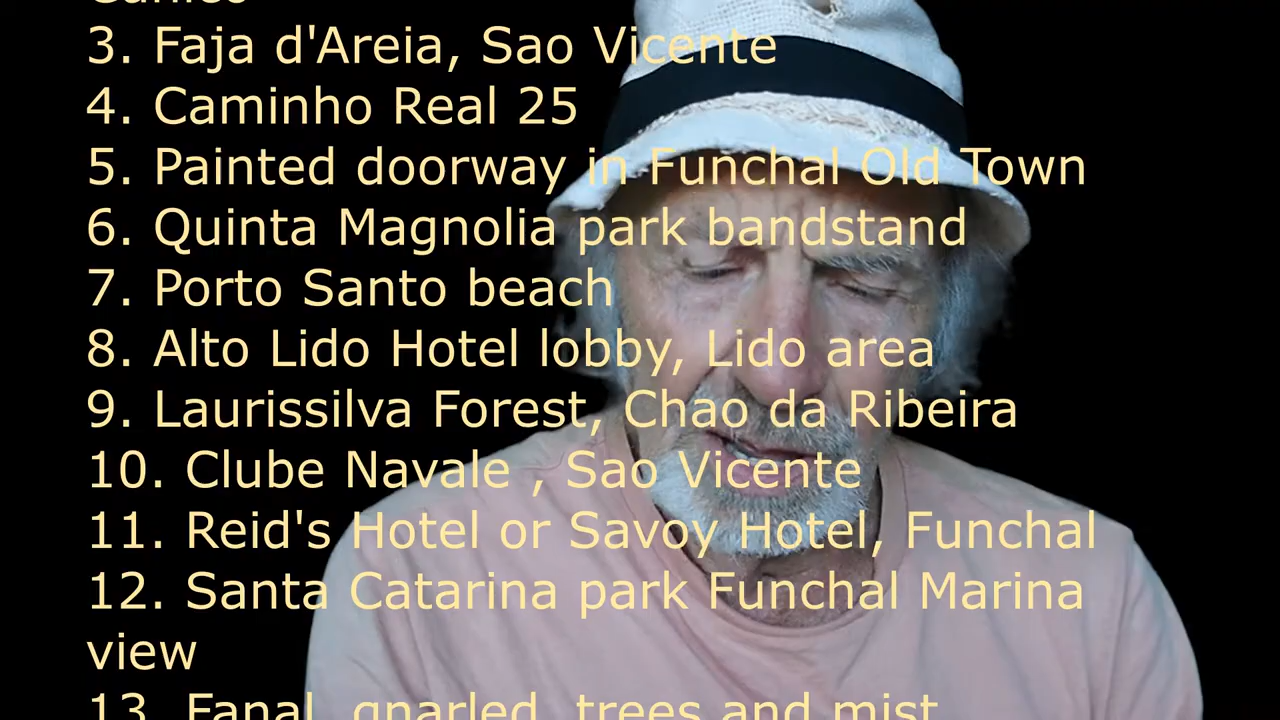 3. Faja d'Areia, Sao Vicente
4. Caminho Real 25
5. Painted doorway in Funchal Old Town
6. Quinta Magnolia park bandstand
7. Porto Santo beach
8. Alto Lido Hotel lobby, Lido area
9. Laurissilva Forest, Chao da Ribeira
10. Clube Navale , Sao Vicente
11. Reid's Hotel or Savoy Hotel, Funchal
12. Santa Catarina park Funchal Marina
view
13. Fanal, gnarled, trees and mist